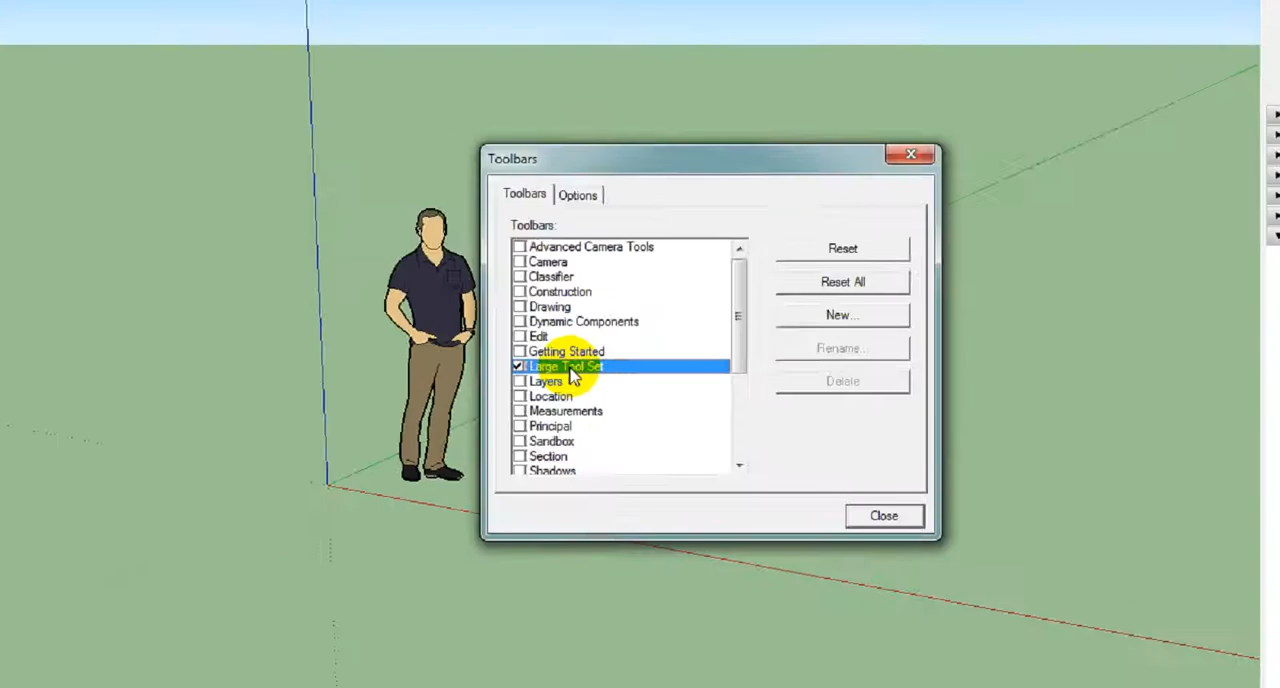 Toolbars
Toolbars
Options
Toolbars:
Advanced Camera Tools
Camera
Classifier
Construction
Drawing
Dynamic Components
Edit
Getting Started
Large Tool Set
Layers
Location
Measurements
Principal
Sandbox
Section
Shadows
Reset
Reset All
New...
Rename...
Delete
Close